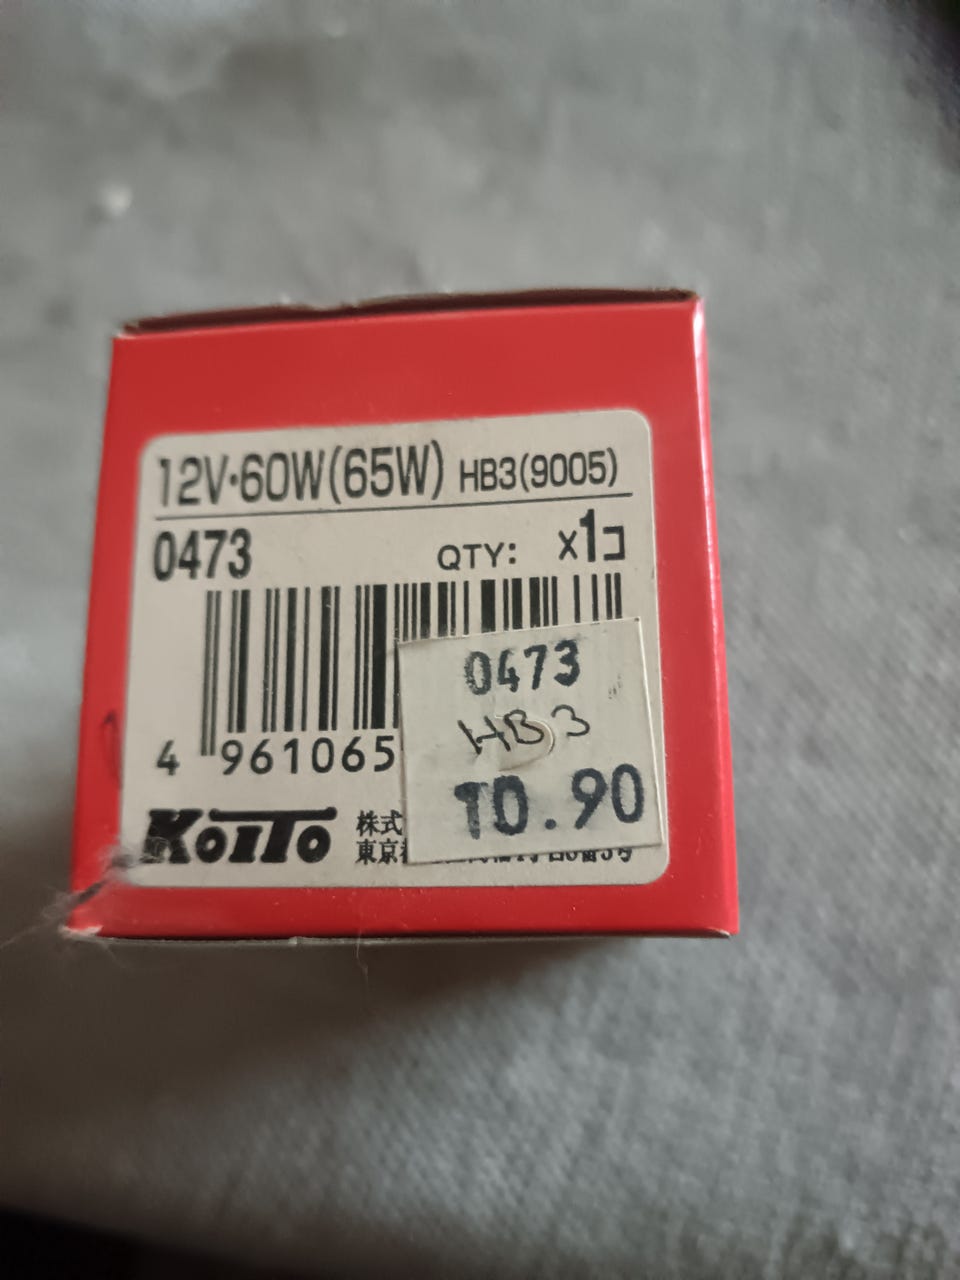 12V•60W(65W) HB3(9005)
0473 QTY: x1コ
0473
HB3
10.90
4 961065
KOITO 株式
東京